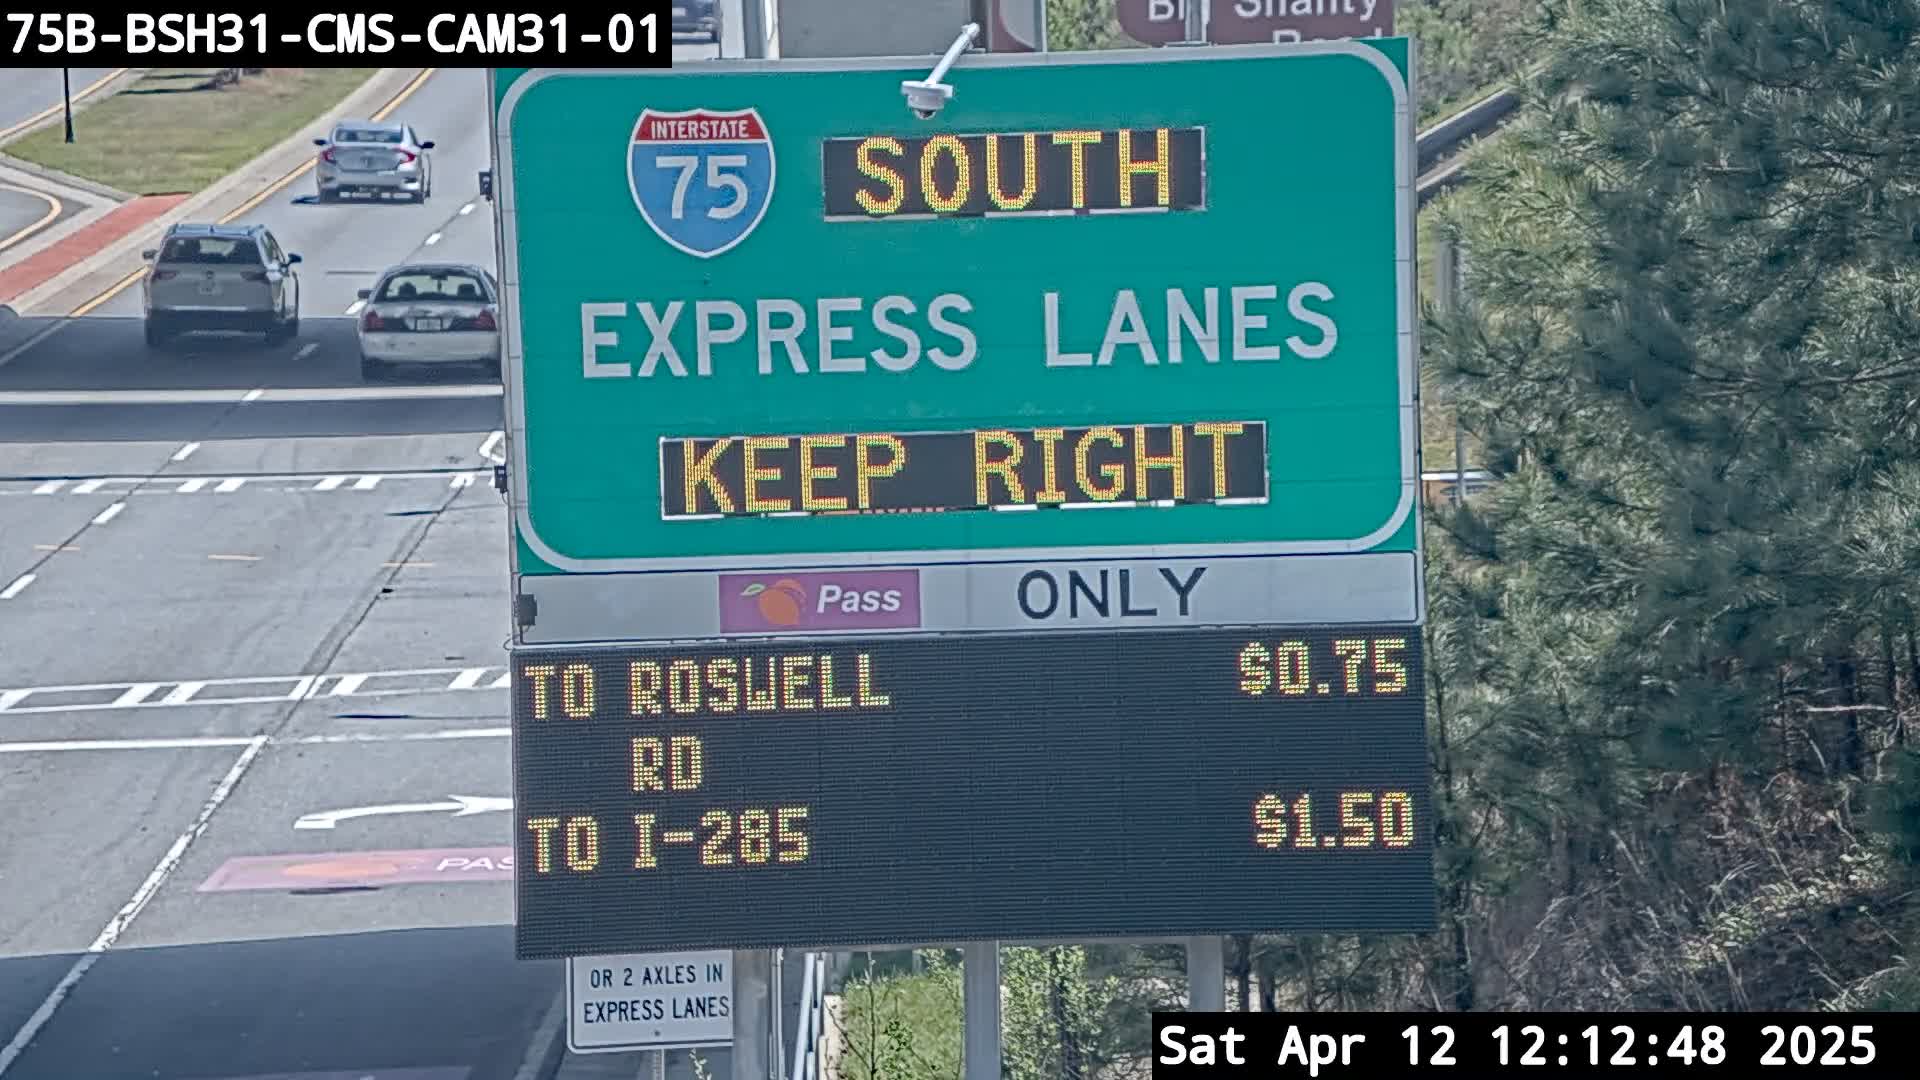 75B-BSH31-CMS-CAM31-01
Shanty
INTERSTATE
75
SOUTH
EXPRESS LANES
KEEP RIGHT
Pass ONLY
TO ROSWELL $0.75
RD
TO I-285 $1.50
OR 2 AXLES IN
EXPRESS LANES
Sat Apr 12 12:12:48 2025